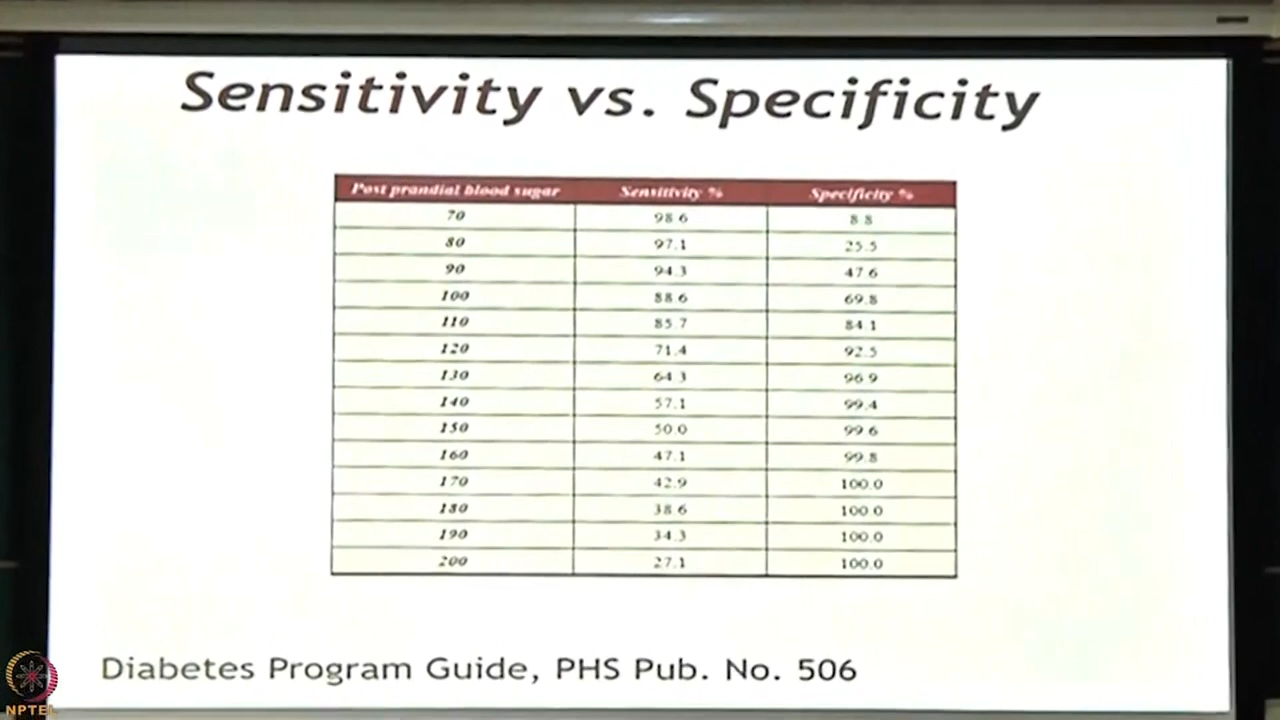 Sensitivity vs. Specificity
Post prandial blood sugar Sensitivity % Specificity %
70 98.6 8.8
80 97.1 25.5
90 94.3 47.6
100 88.6 69.8
110 85.7 84.1
120 71.4 92.5
130 64.3 96.9
140 57.1 99.4
150 50.0 99.6
160 47.1 99.8
170 42.9 100.0
180 38.6 100.0
190 34.3 100.0
200 27.1 100.0
Diabetes Program Guide, PHS Pub. No. 506
NPTEL